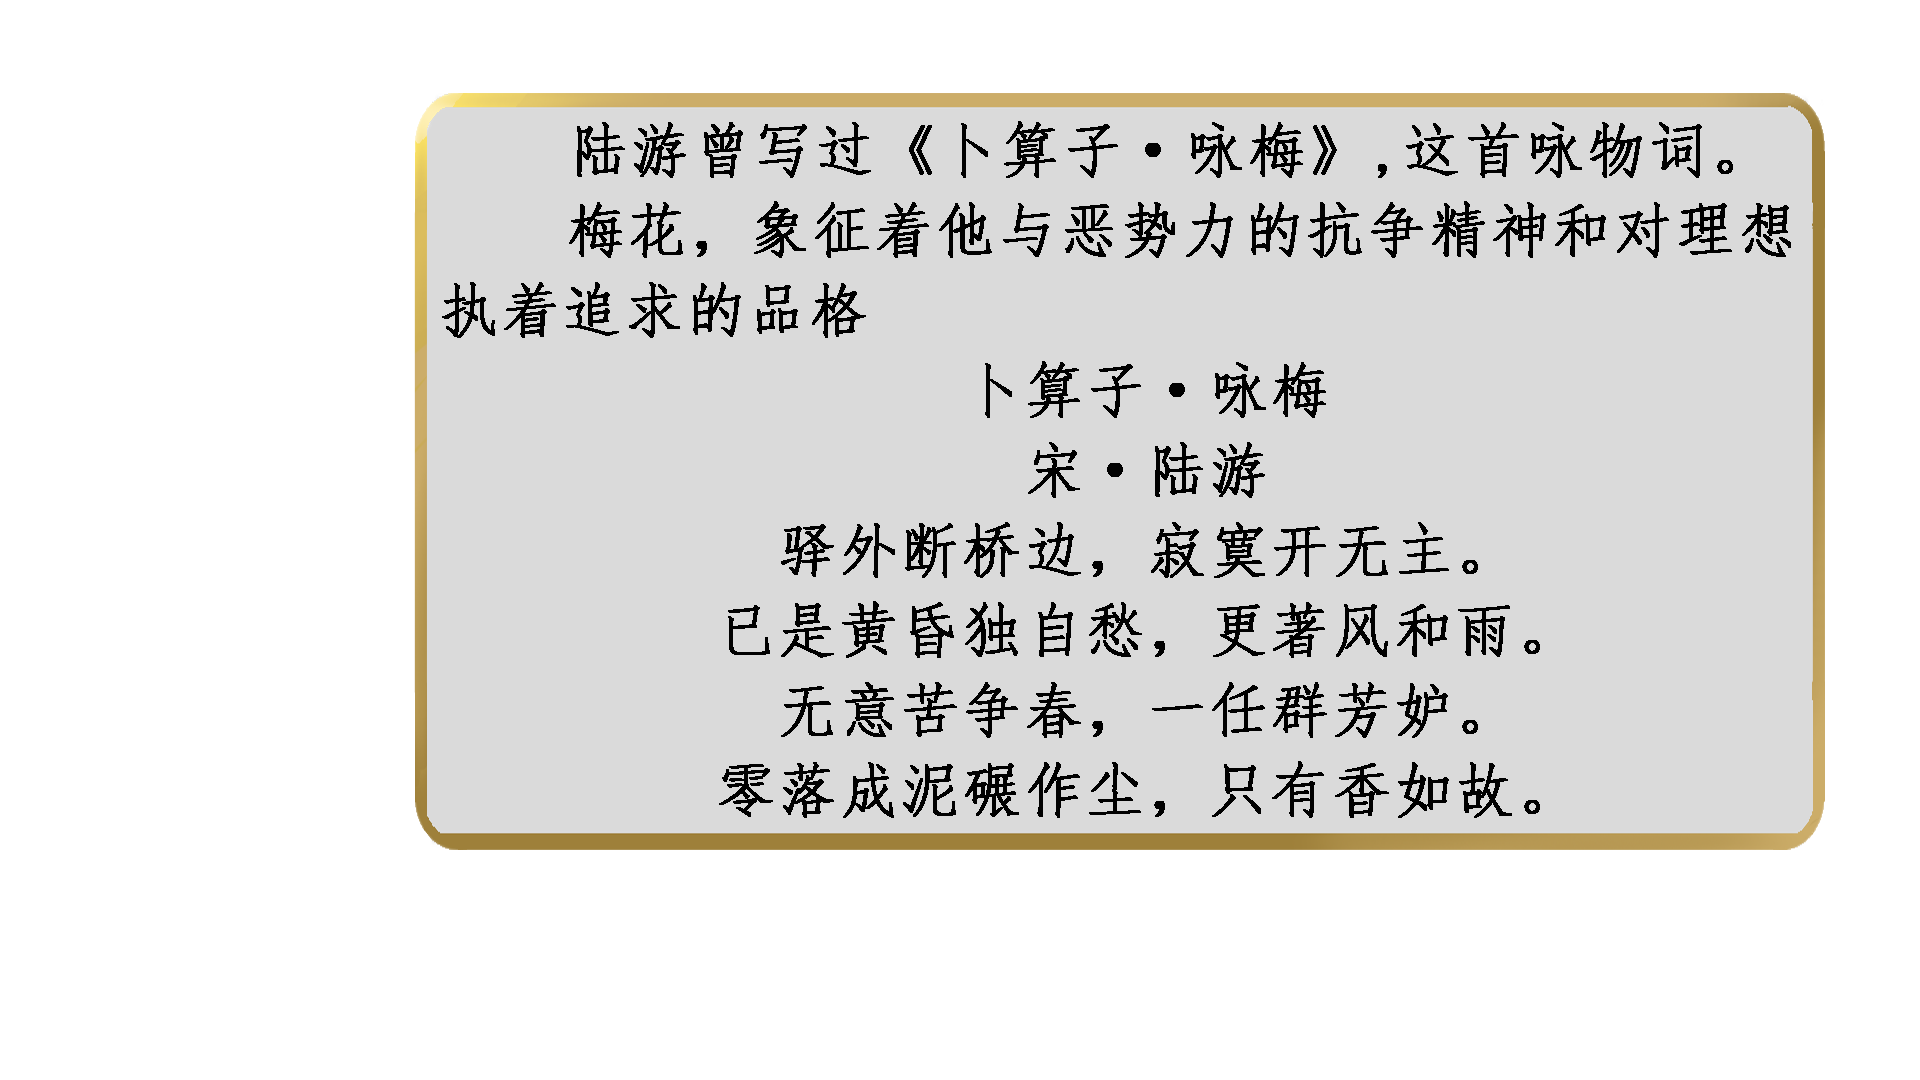 陆游曾写过《卜算子·咏梅》,这首咏物词。
梅花，象征着他与恶势力的抗争精神和对理想
执着追求的品格
卜算子·咏梅
宋·陆游
驿外断桥边，寂寞开无主。
已是黄昏独自愁，更著风和雨。
无意苦争春，一任群芳妒。
零落成泥碾作尘，只有香如故。